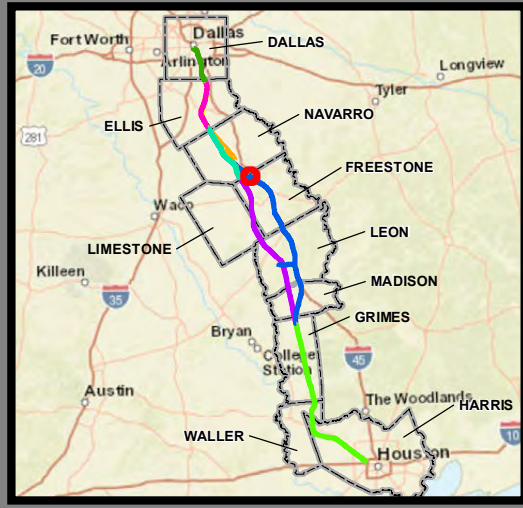 Dallas
DALLAS
Fort Worth
Arlington
Longview
20
Tyler
NAVARRO
ELLIS
281
FREESTONE
Waco
LEON
LIMESTONE
Killeen
MADISON
35
GRIMES
Bryan
College
Station
45
Austin
The Woodlands
HARRIS
WALLER
10
Houston